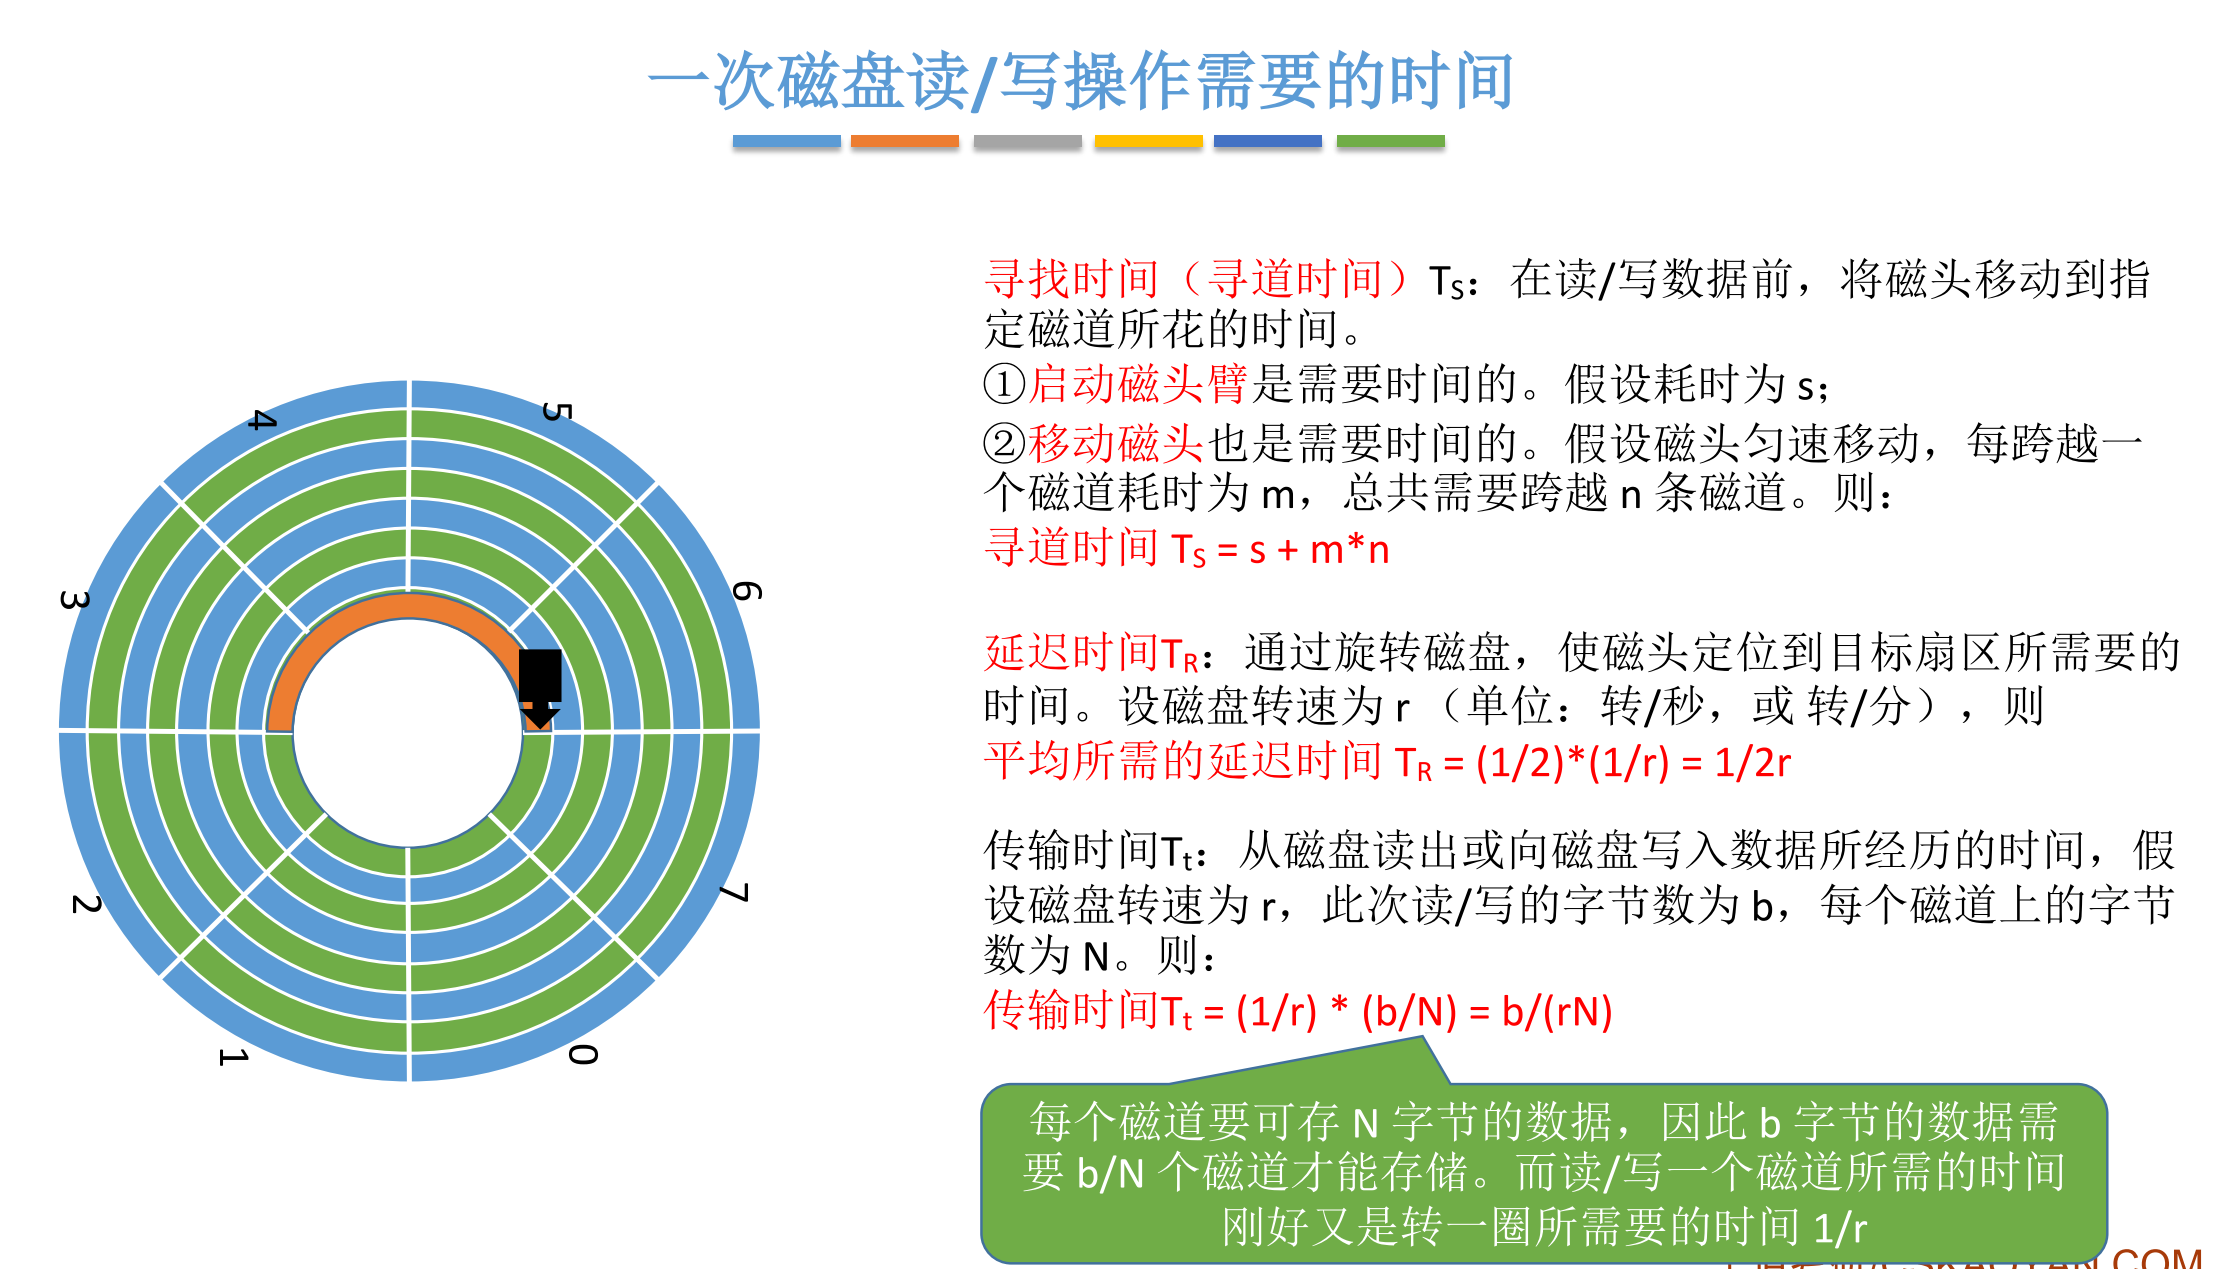 一次磁盘读/写操作需要的时间
寻找时间（寻道时间）TS：在读/写数据前，将磁头移动到指
定磁道所花的时间。
①启动磁头臂是需要时间的。假设耗时为 s；
②移动磁头也是需要时间的。假设磁头匀速移动，每跨越一
个磁道耗时为 m，总共需要跨越 n 条磁道。则：
寻道时间 TS = s + m*n
延迟时间TR：通过旋转磁盘，使磁头定位到目标扇区所需要的
时间。设磁盘转速为 r （单位：转/秒，或 转/分），则
平均所需的延迟时间 TR = (1/2)*(1/r) = 1/2r
传输时间Tt：从磁盘读出或向磁盘写入数据所经历的时间，假
设磁盘转速为 r，此次读/写的字节数为 b，每个磁道上的字节
数为 N。则：
传输时间Tt = (1/r) * (b/N) = b/(rN)
每个磁道要可存 N 字节的数据，因此 b 字节的数据需
要 b/N 个磁道才能存储。而读/写一个磁道所需的时间
刚好又是转一圈所需要的时间 1/r
4
5
3
6
2
7
1
0